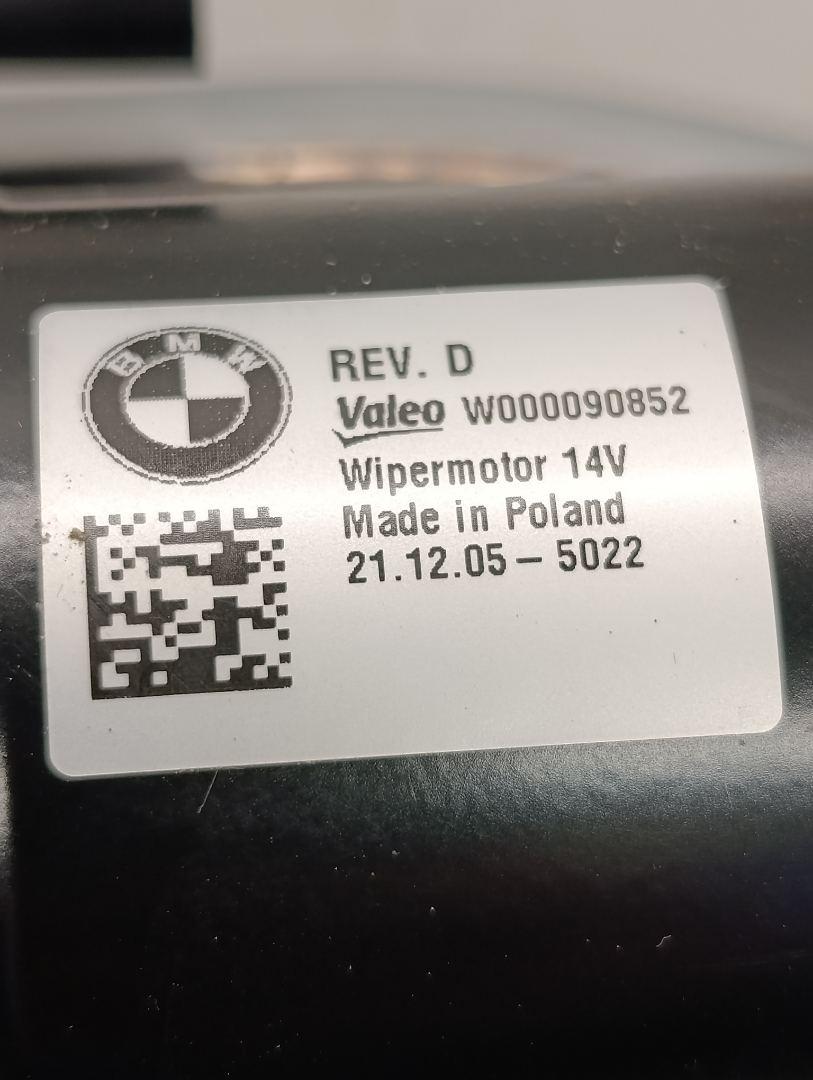 BMW
REV. D
Valeo W000090852
Wipermotor 14V
Made in Poland
21.12.05 – 5022